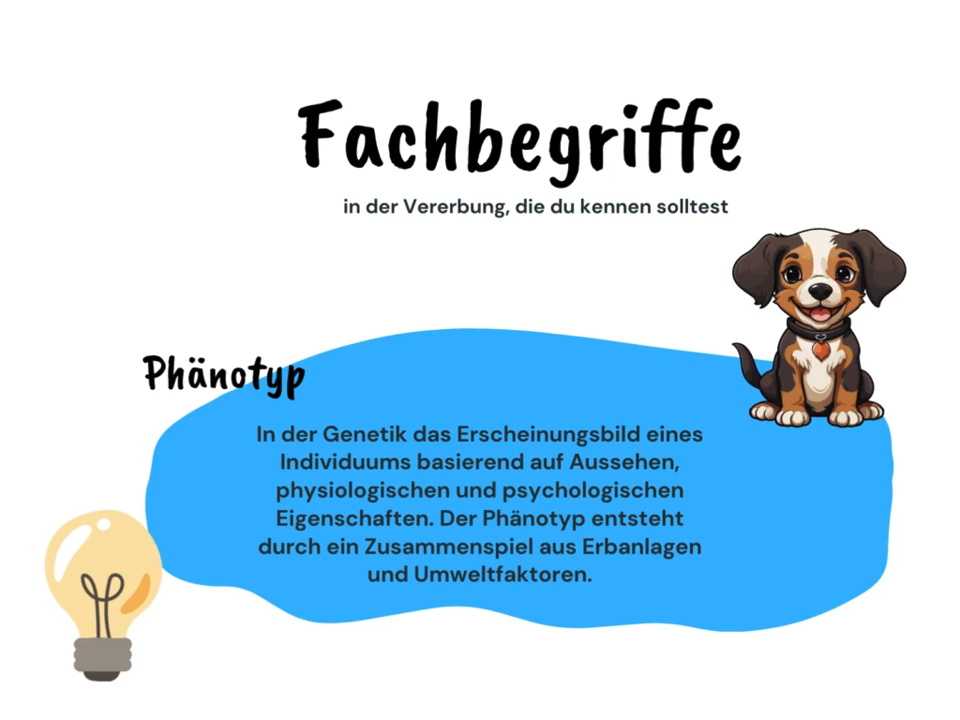 Fachbegriffe
in der Vererbung, die du kennen solltest
Phänotyp
In der Genetik das Erscheinungsbild eines
Individuums basierend auf Aussehen,
physiologischen und psychologischen
Eigenschaften. Der Phänotyp entsteht
durch ein Zusammenspiel aus Erbanlagen
und Umweltfaktoren.